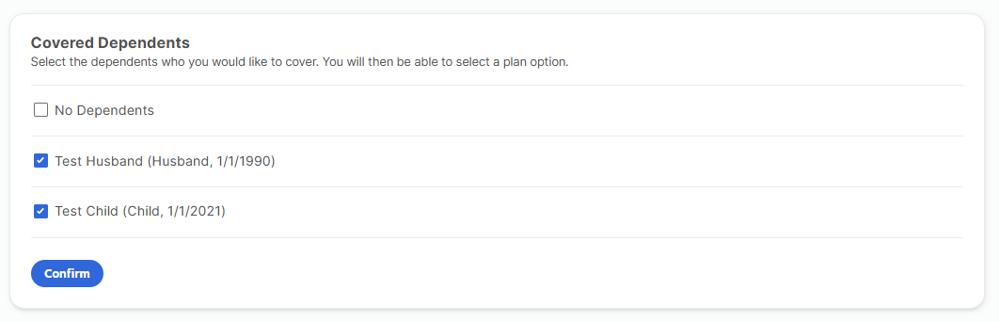 Covered Dependents
Select the dependents who you would like to cover. You will then be able to select a plan option.
No Dependents
Test Husband (Husband, 1/1/1990)
Test Child (Child, 1/1/2021)
Confirm